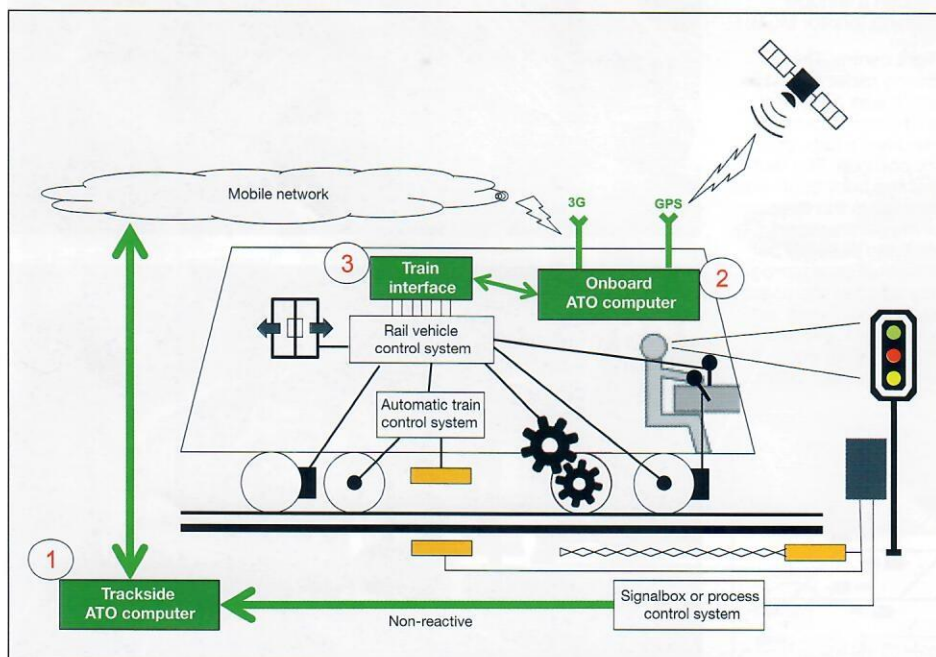 Mobile network
3G
GPS
3
Train
interface
Onboard
ATO computer
2
Rail vehicle
control system
Automatic train
control system
1
Trackside
ATO computer
Non-reactive
Signalbox or process
control system